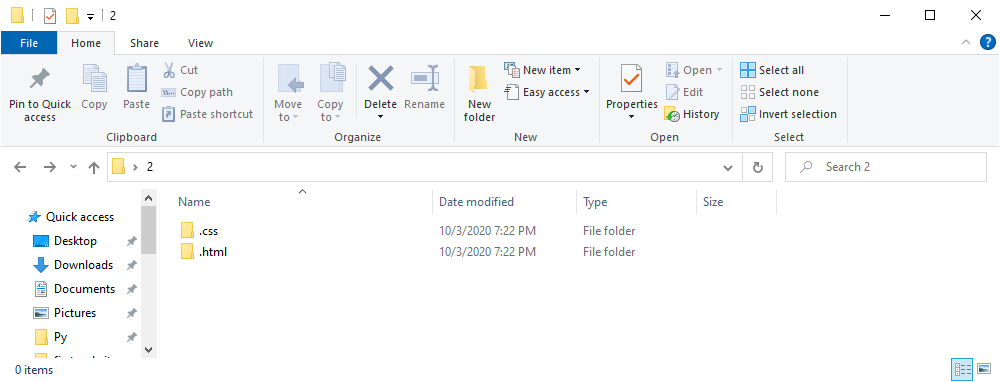 2
File Home Share View
Pin to Quick access
Copy
Paste
Cut
Copy path
Paste shortcut
Clipboard
Move to
Copy to
Delete
Rename
Organize
New folder
New item
Easy access
New
Properties
Open
Edit
History
Open
Select all
Select none
Invert selection
Select
2
Search 2
Name Date modified Type Size
.css 10/3/2020 7:22 PM File folder
.html 10/3/2020 7:22 PM File folder
Quick access
Desktop
Downloads
Documents
Pictures
Py
0 items